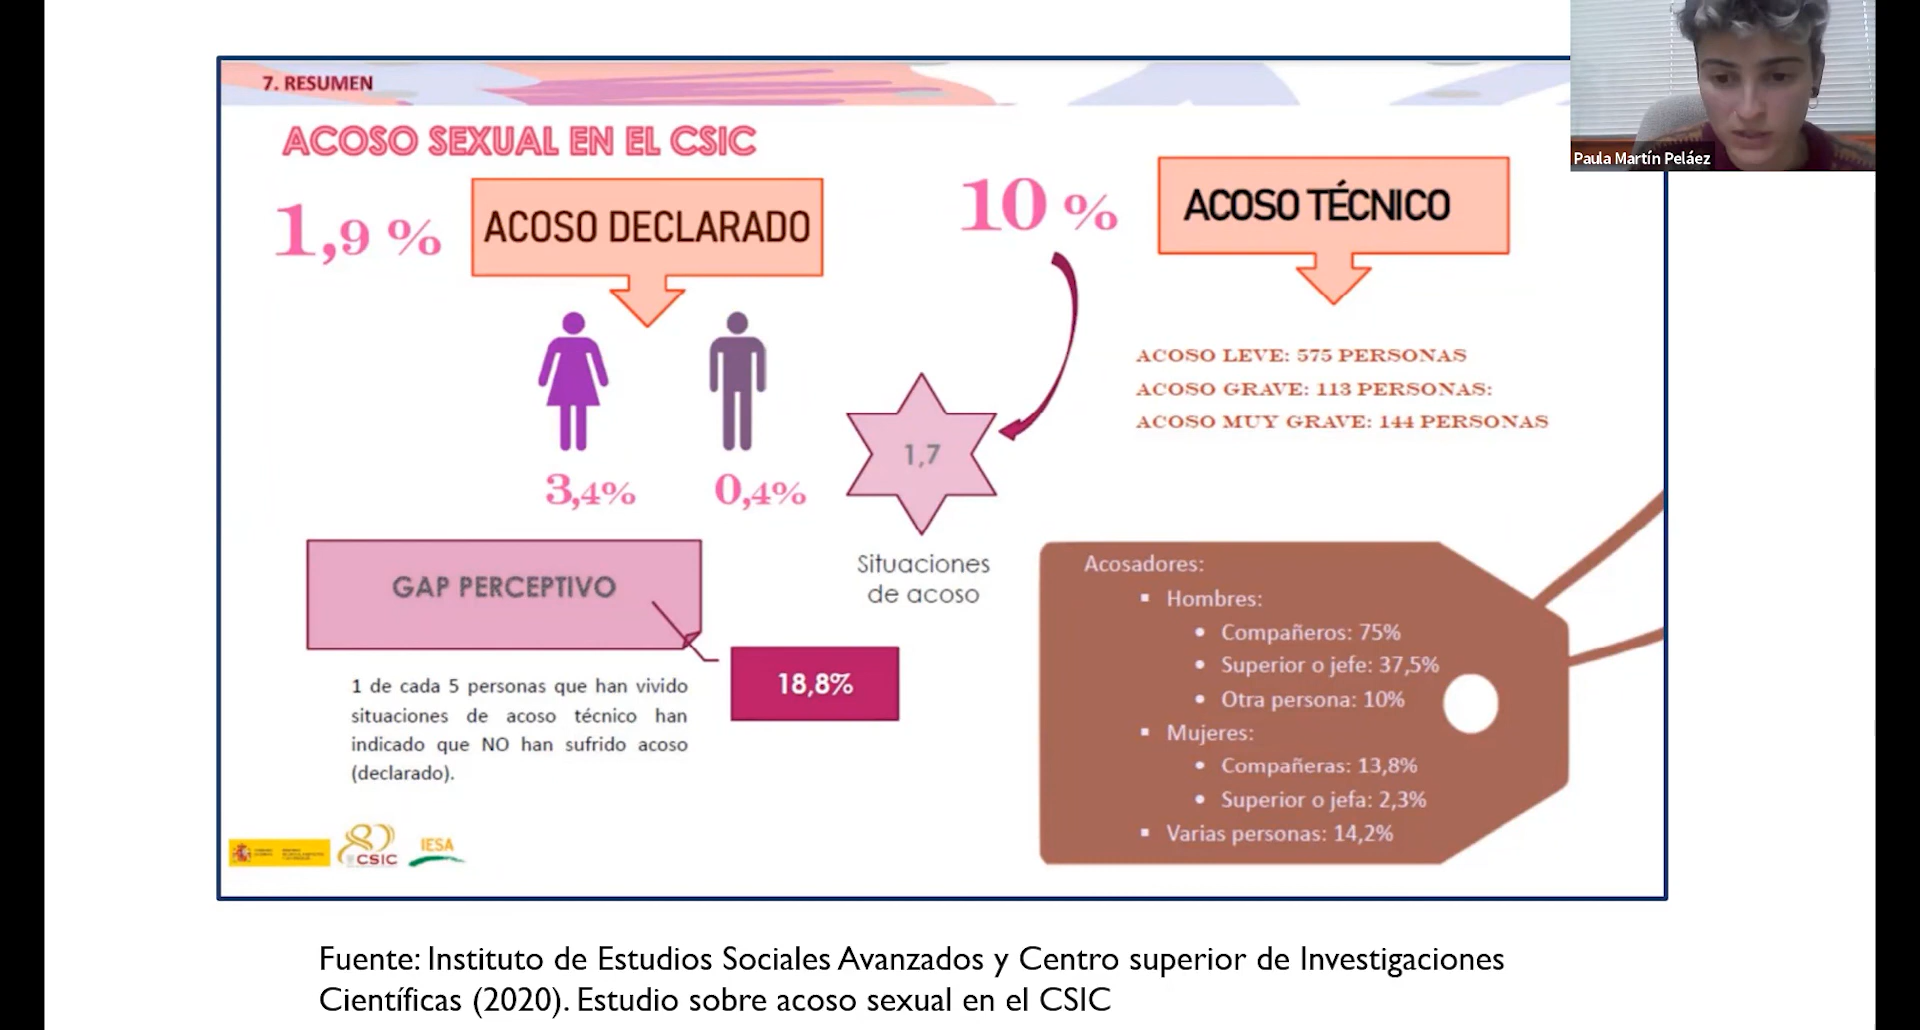 7. RESUMEN
ACOSO SEXUAL EN EL CSIC
1,9 %
ACOSO DECLARADO
3,4%
0,4%
10 %
ACOSO TÉCNICO
ACOSO LEVE: 575 PERSONAS
ACOSO GRAVE: 113 PERSONAS:
ACOSO MUY GRAVE: 144 PERSONAS
1,7
Situaciones
de acoso
GAP PERCEPTIVO
18,8%
1 de cada 5 personas que han vivido
situaciones de acoso técnico han
indicado que NO han sufrido acoso
(declarado).
Acosadores:
▪ Hombres:
• Compañeros: 75%
• Superior o jefe: 37,5%
• Otra persona: 10%
▪ Mujeres:
• Compañeras: 13,8%
• Superior o jefa: 2,3%
▪ Varias personas: 14,2%
80
CSIC
IESA
Paula Martín Peláez
Fuente: Instituto de Estudios Sociales Avanzados y Centro superior de Investigaciones
Científicas (2020). Estudio sobre acoso sexual en el CSIC